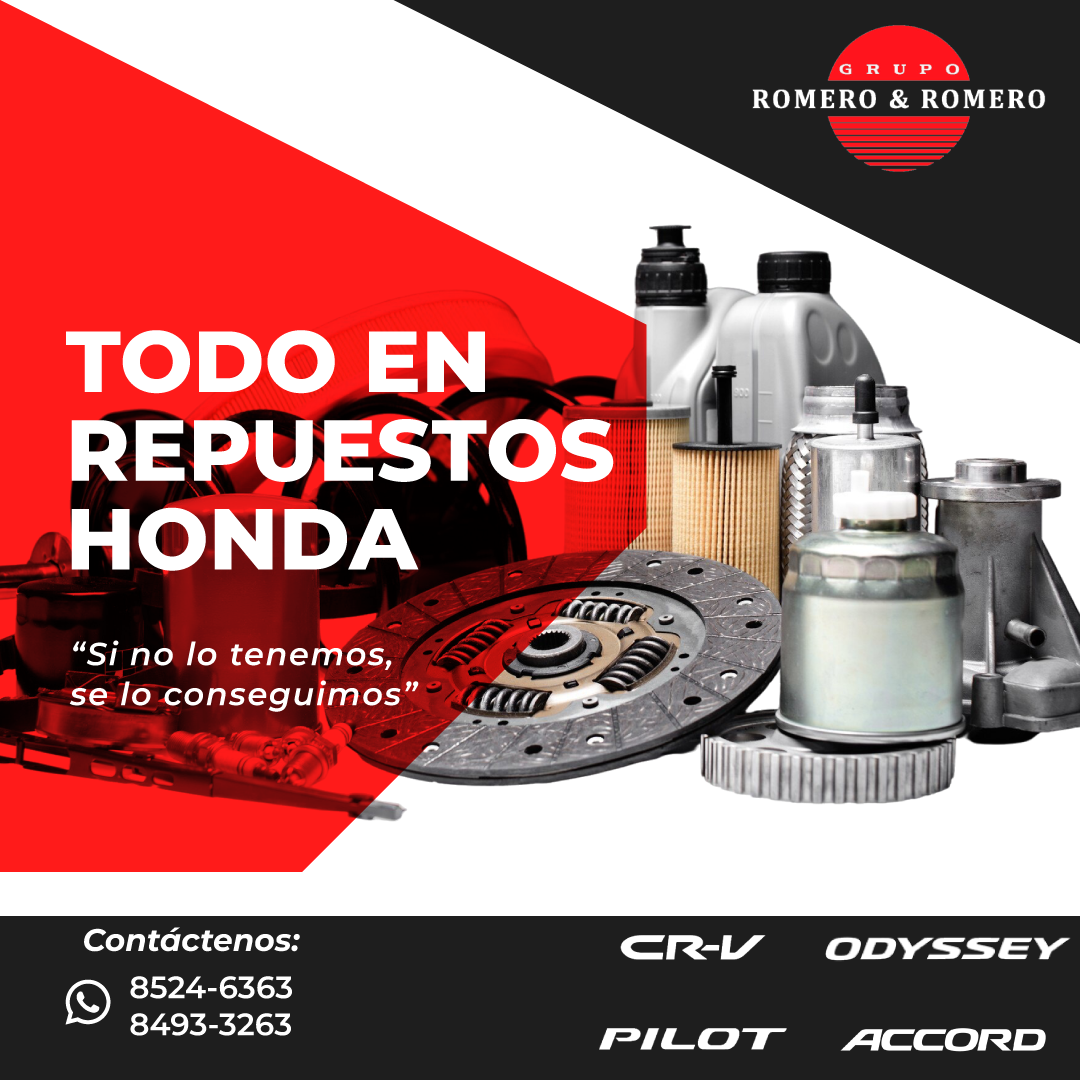 GRUPO
ROMERO & ROMERO
TODO EN
REPUESTOS
HONDA
“Si no lo tenemos,
se lo conseguimos”
Contáctenos:
8524-6363
8493-3263
CR-V
ODYSSEY
PILOT
ACCORD